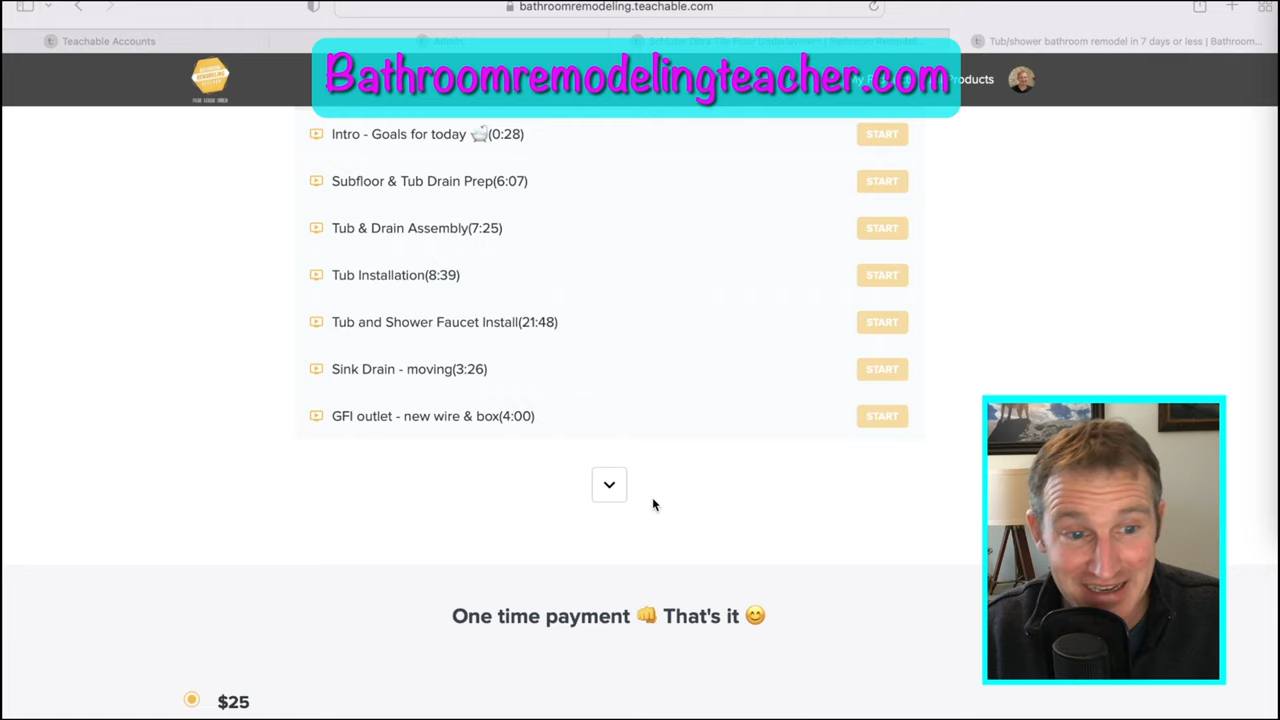 bathroomremodeling.teachable.com
Teachable Accounts
Admin
Tub/shower bathroom remodel in 7 days or less | Bathroom...
Bathroomremodelingteacher.com
Products
Intro - Goals for today 🛁(0:28)
START
Subfloor & Tub Drain Prep(6:07)
START
Tub & Drain Assembly(7:25)
START
Tub Installation(8:39)
START
Tub and Shower Faucet Install(21:48)
START
Sink Drain - moving(3:26)
START
GFI outlet - new wire & box(4:00)
START
One time payment 👊 That's it 😊
$25